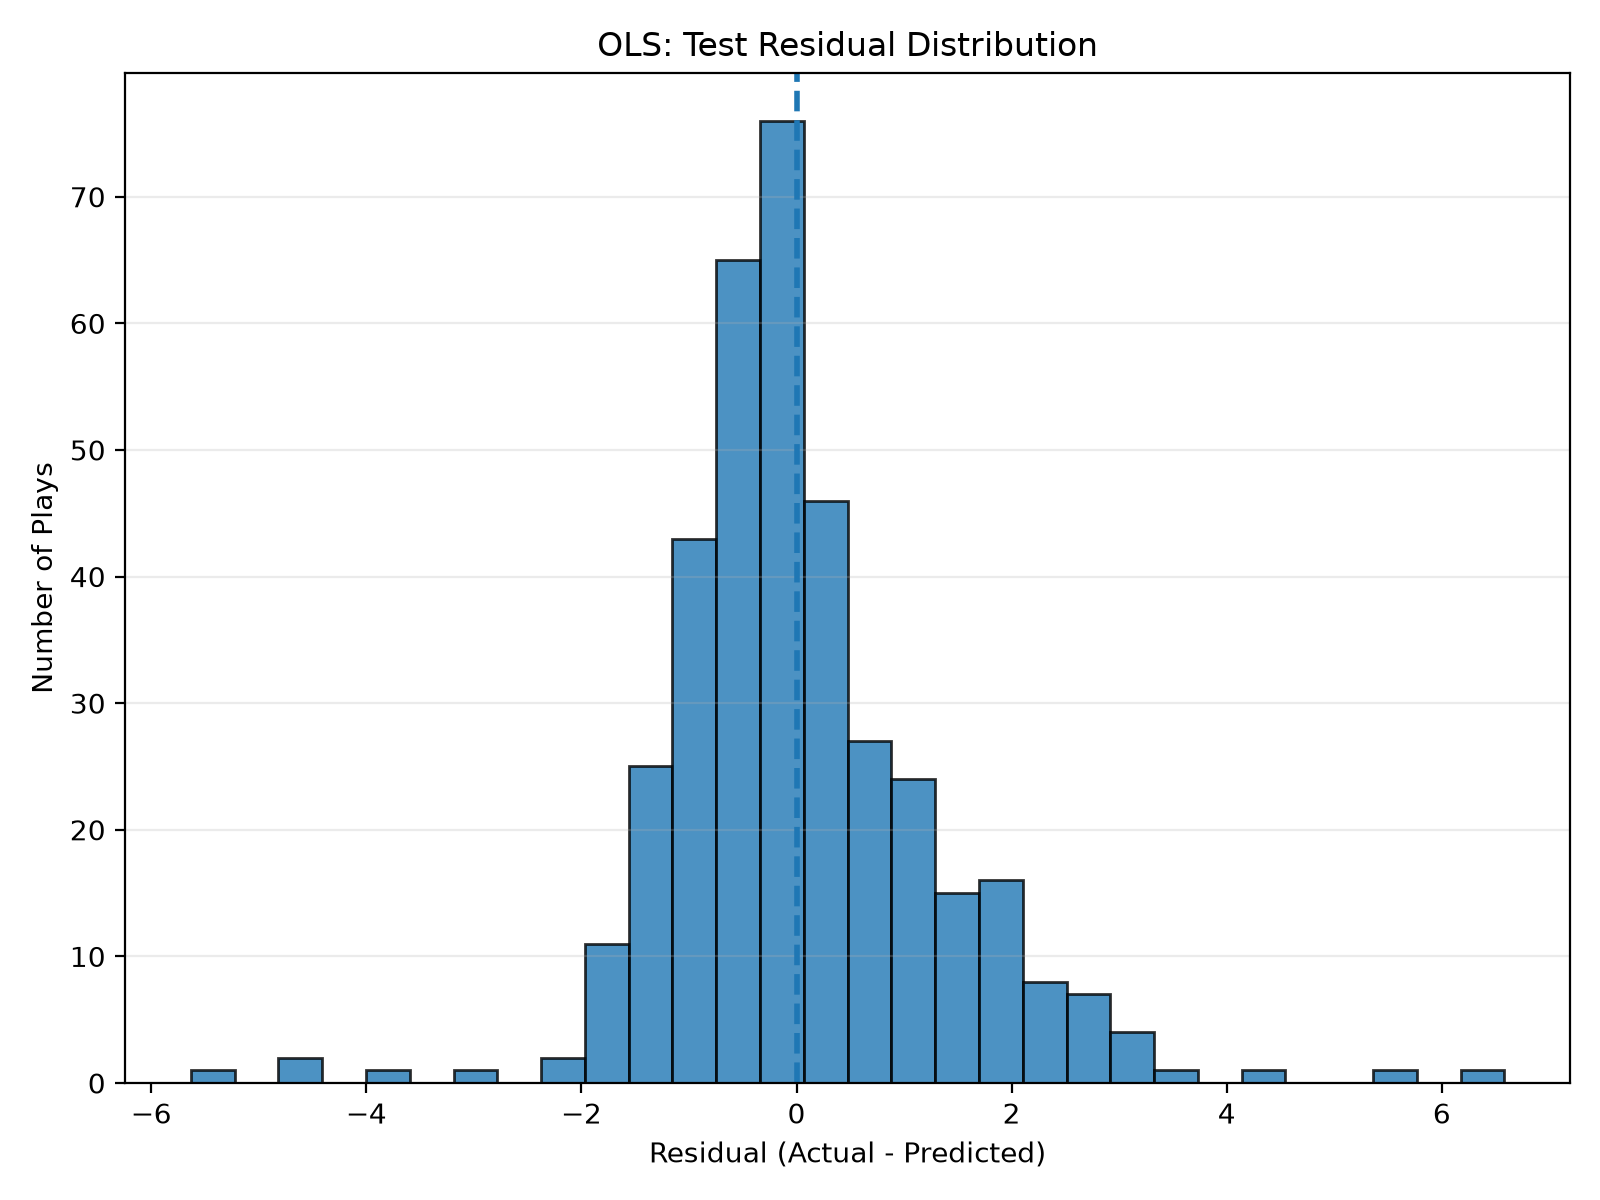 OLS: Test Residual Distribution
Number of Plays
70
60
50
40
30
20
10
0
−6 −4 −2 0 2 4 6
Residual (Actual - Predicted)